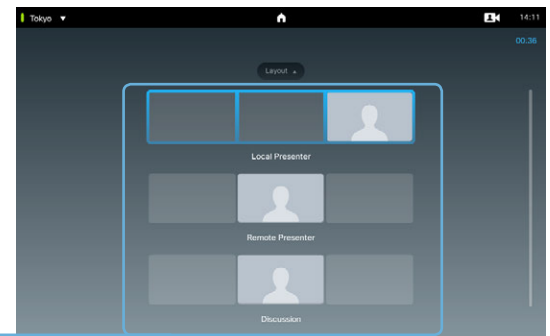 Tokyo
14:11
00:36
Layout
Local Presenter
Remote Presenter
Discussion